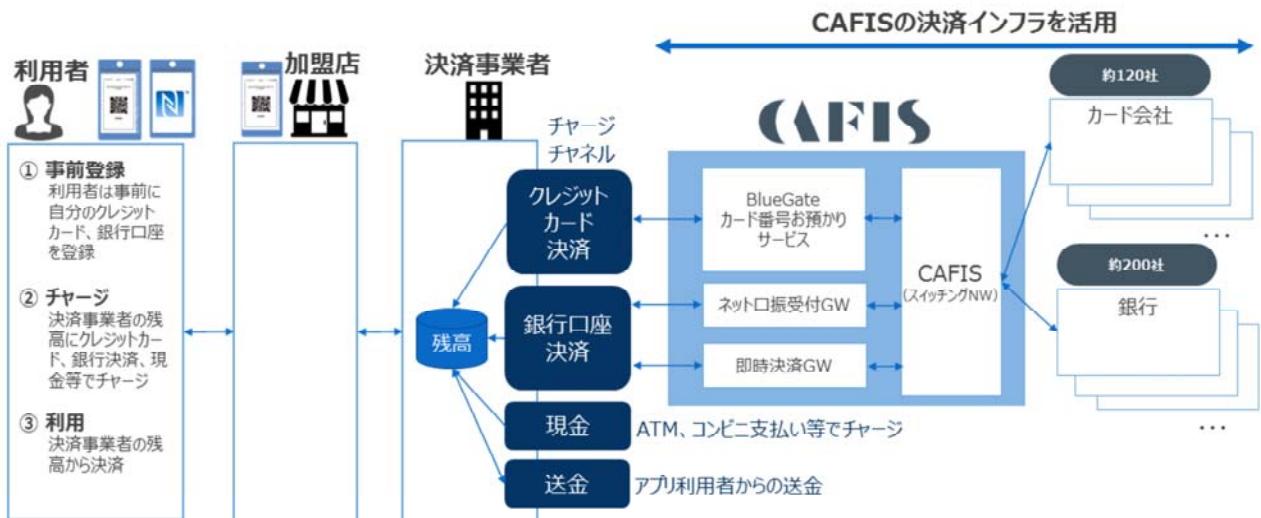 CAFISの決済インフラを活用
利用者
加盟店
決済事業者
① 事前登録
利用者は事前に
自分のクレジット
カード、銀行口座
を登録
② チャージ
決済事業者の残
高にクレジットカー
ド、銀行決済、現
金等でチャージ
③ 利用
決済事業者の残
高から決済
残高
チャージ
チャネル
クレジット
カード
決済
銀行口座
決済
現金
ATM、コンビニ支払い等でチャージ
送金
アプリ利用者からの送金
CAFIS
BlueGate
カード番号お預かり
サービス
ネット口振受付GW
即時決済GW
CAFIS
(スイッチングNW)
約120社
カード会社
...
約200社
銀行
...